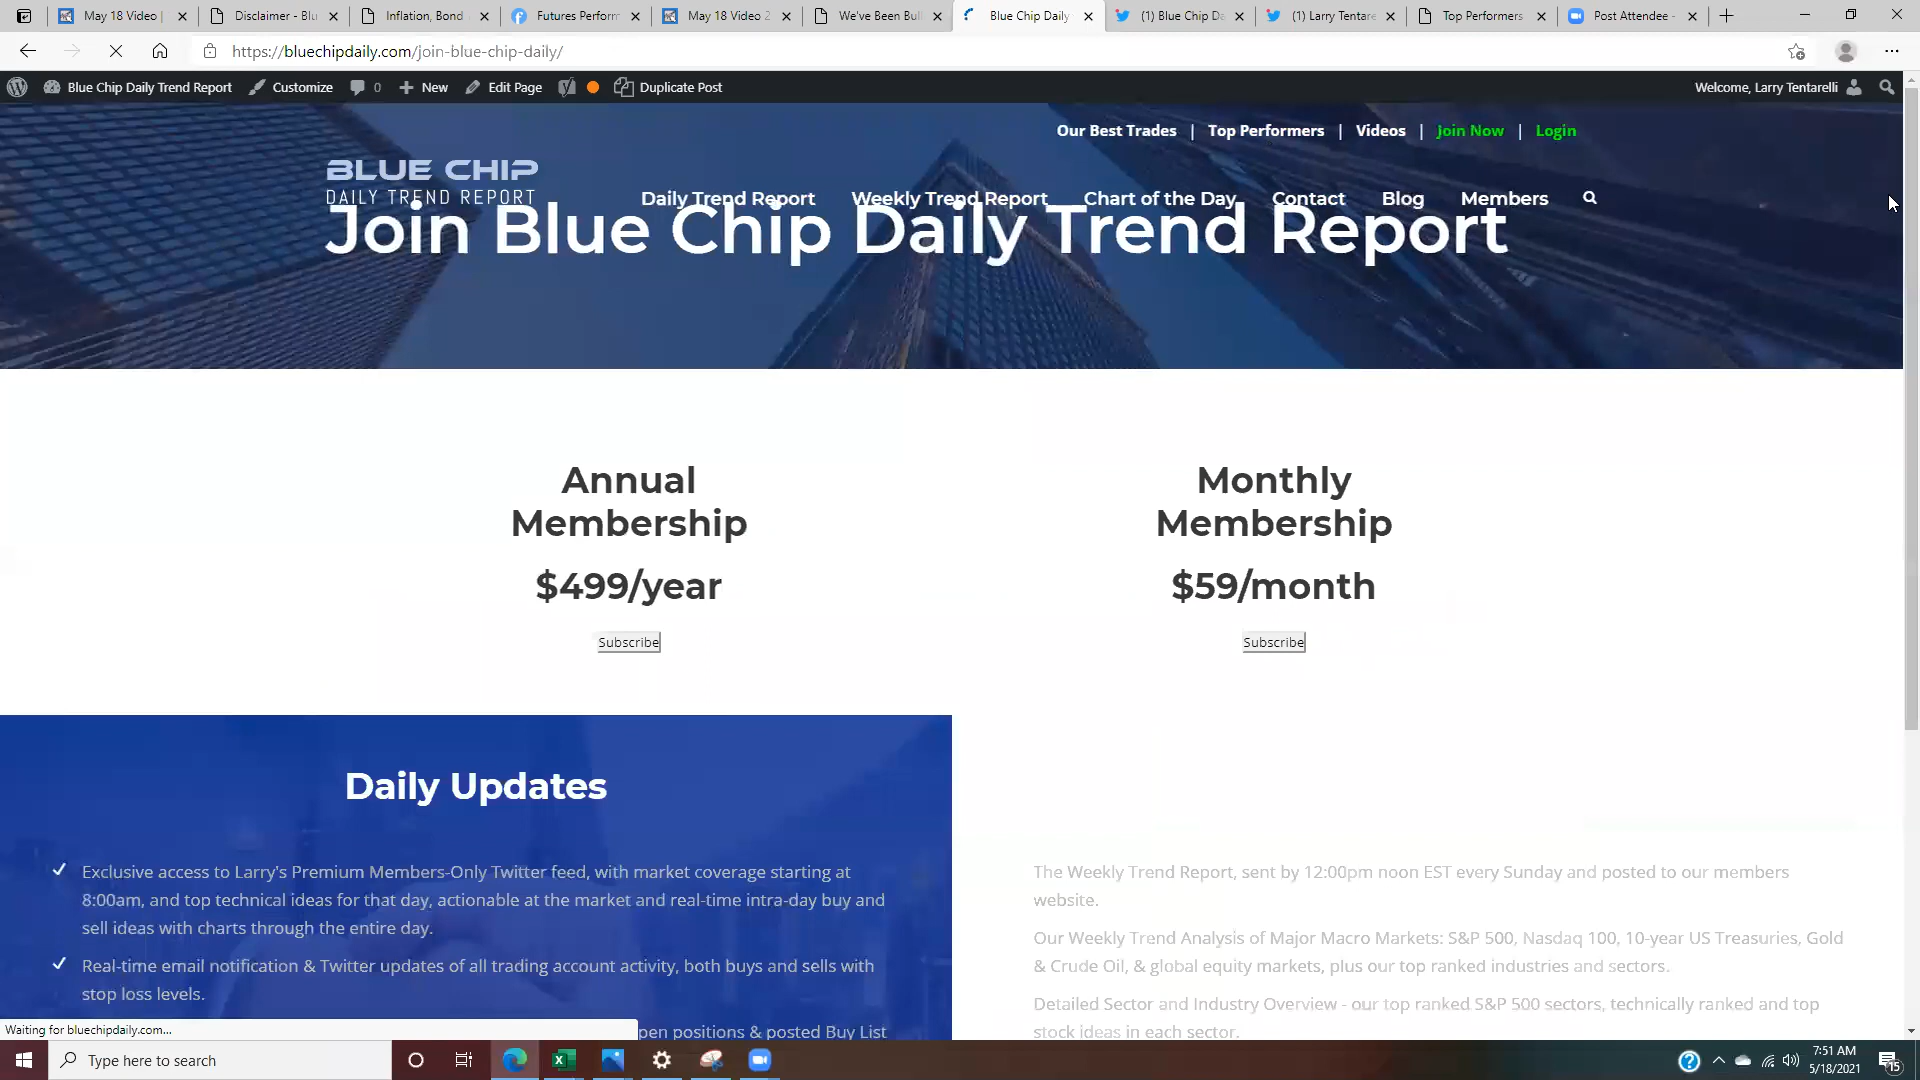 May 18 Video |
Disclaimer - Blu
Inflation, Bond
Futures Perform
May 18 Video 2
We've Been Bull
Blue Chip Daily
(1) Blue Chip Da
(1) Larry Tentare
Top Performers
Post Attendee -
https://bluechipdaily.com/join-blue-chip-daily/
Blue Chip Daily Trend Report Customize 0 New Edit Page Duplicate Post Welcome, Larry Tentarelli
Our Best Trades | Top Performers | Videos | Join Now | Login
BLUE CHIP
DAILY TREND REPORT
Daily Trend Report Weekly Trend Report Chart of the Day Contact Blog Members
Join Blue Chip Daily Trend Report
Annual
Membership
$499/year
Subscribe
Monthly
Membership
$59/month
Subscribe
Daily Updates
Exclusive access to Larry's Premium Members-Only Twitter feed, with market coverage starting at
8:00am, and top technical ideas for that day, actionable at the market and real-time intra-day buy and
sell ideas with charts through the entire day.
Real-time email notification & Twitter updates of all trading account activity, both buys and sells with
stop loss levels.
pen positions & posted Buy List
The Weekly Trend Report, sent by 12:00pm noon EST every Sunday and posted to our members
website.
Our Weekly Trend Analysis of Major Macro Markets: S&P 500, Nasdaq 100, 10-year US Treasuries, Gold
& Crude Oil, & global equity markets, plus our top ranked industries and sectors.
Detailed Sector and Industry Overview - our top ranked S&P 500 sectors, technically ranked and top
stock ideas in each sector.
Waiting for bluechipdaily.com...
Type here to search
7:51 AM
5/18/2021
15